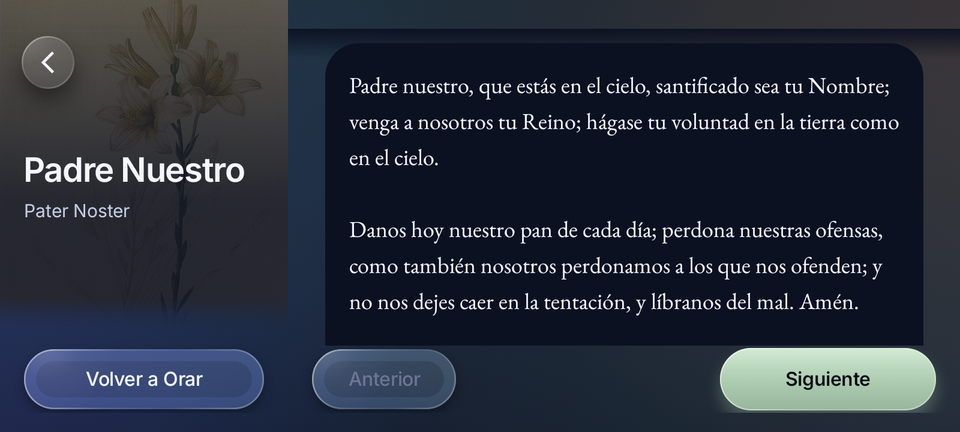 Padre Nuestro
Pater Noster
Padre nuestro, que estás en el cielo, santificado sea tu Nombre;
venga a nosotros tu Reino; hágase tu voluntad en la tierra como
en el cielo.
Danos hoy nuestro pan de cada día; perdona nuestras ofensas,
como también nosotros perdonamos a los que nos ofenden; y
no nos dejes caer en la tentación, y líbranos del mal. Amén.
Volver a Orar
Anterior
Siguiente